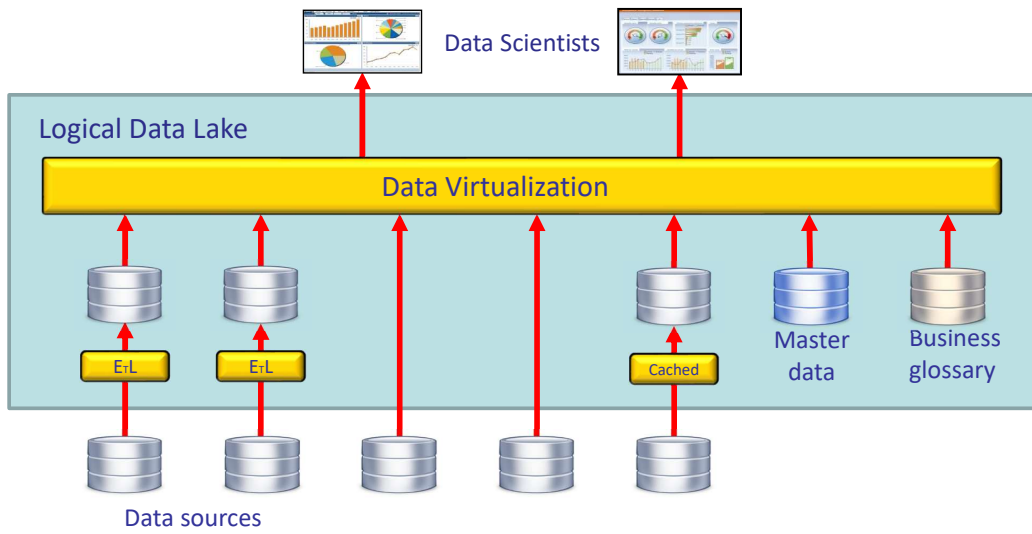 Data Scientists
Logical Data Lake
Data Virtualization
ETL
ETL
Cached
Master
data
Business
glossary
Data sources